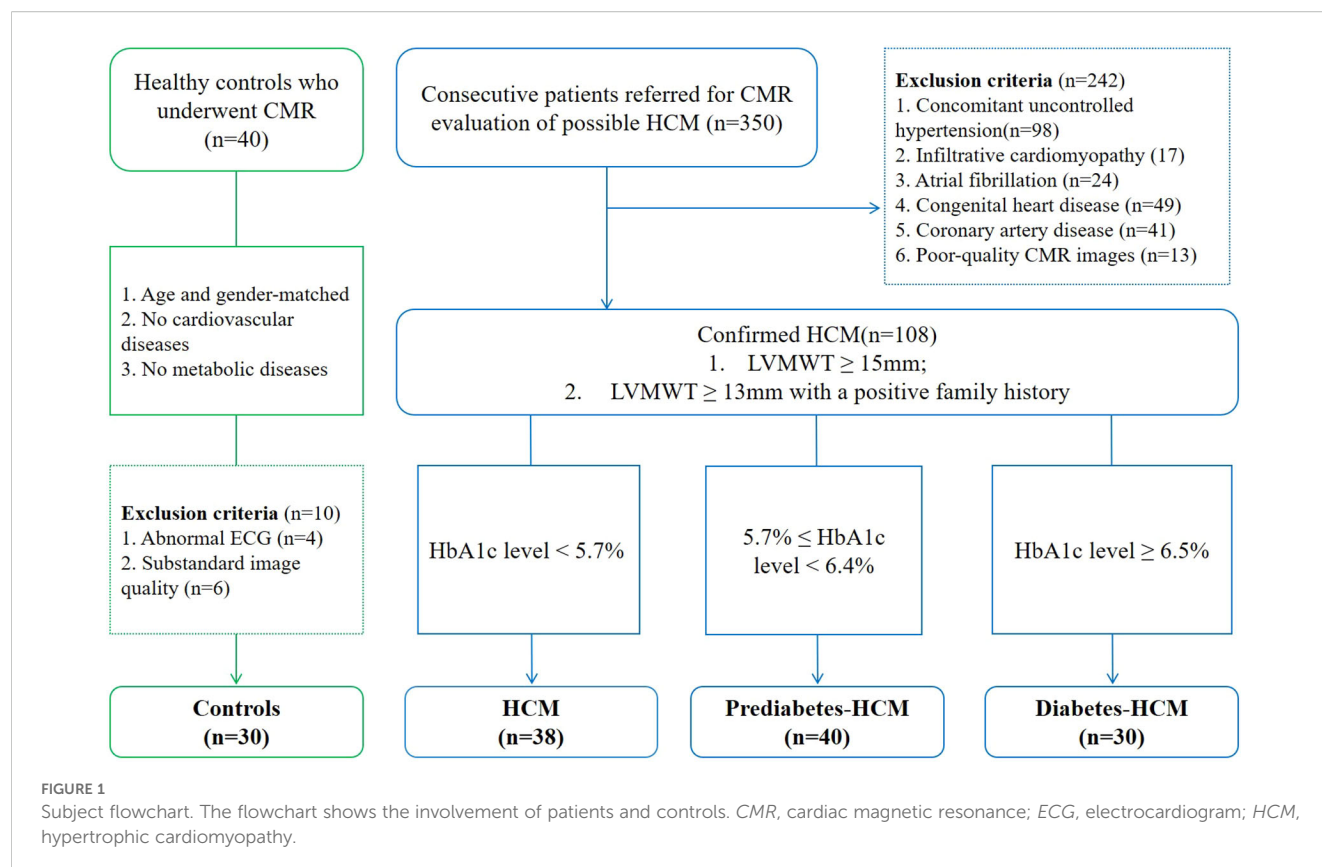 Healthy controls who
underwent CMR
(n=40)
1. Age and gender-matched
2. No cardiovascular
diseases
3. No metabolic diseases
Exclusion criteria (n=10)
1. Abnormal ECG (n=4)
2. Substandard image
quality (n=6)
Controls
(n=30)
Consecutive patients referred for CMR
evaluation of possible HCM (n=350)
Exclusion criteria (n=242)
1. Concomitant uncontrolled
hypertension(n=98)
2. Infiltrative cardiomyopathy (17)
3. Atrial fibrillation (n=24)
4. Congenital heart disease (n=49)
5. Coronary artery disease (n=41)
6. Poor-quality CMR images (n=13)
Confirmed HCM(n=108)
1. LVMWT ≥ 15mm;
2. LVMWT ≥ 13mm with a positive family history
HbA1c level < 5.7%
5.7% ≤ HbA1c
level < 6.4%
HbA1c level ≥ 6.5%
HCM
(n=38)
Prediabetes-HCM
(n=40)
Diabetes-HCM
(n=30)
FIGURE 1
Subject flowchart. The flowchart shows the involvement of patients and controls. CMR, cardiac magnetic resonance; ECG, electrocardiogram; HCM,
hypertrophic cardiomyopathy.